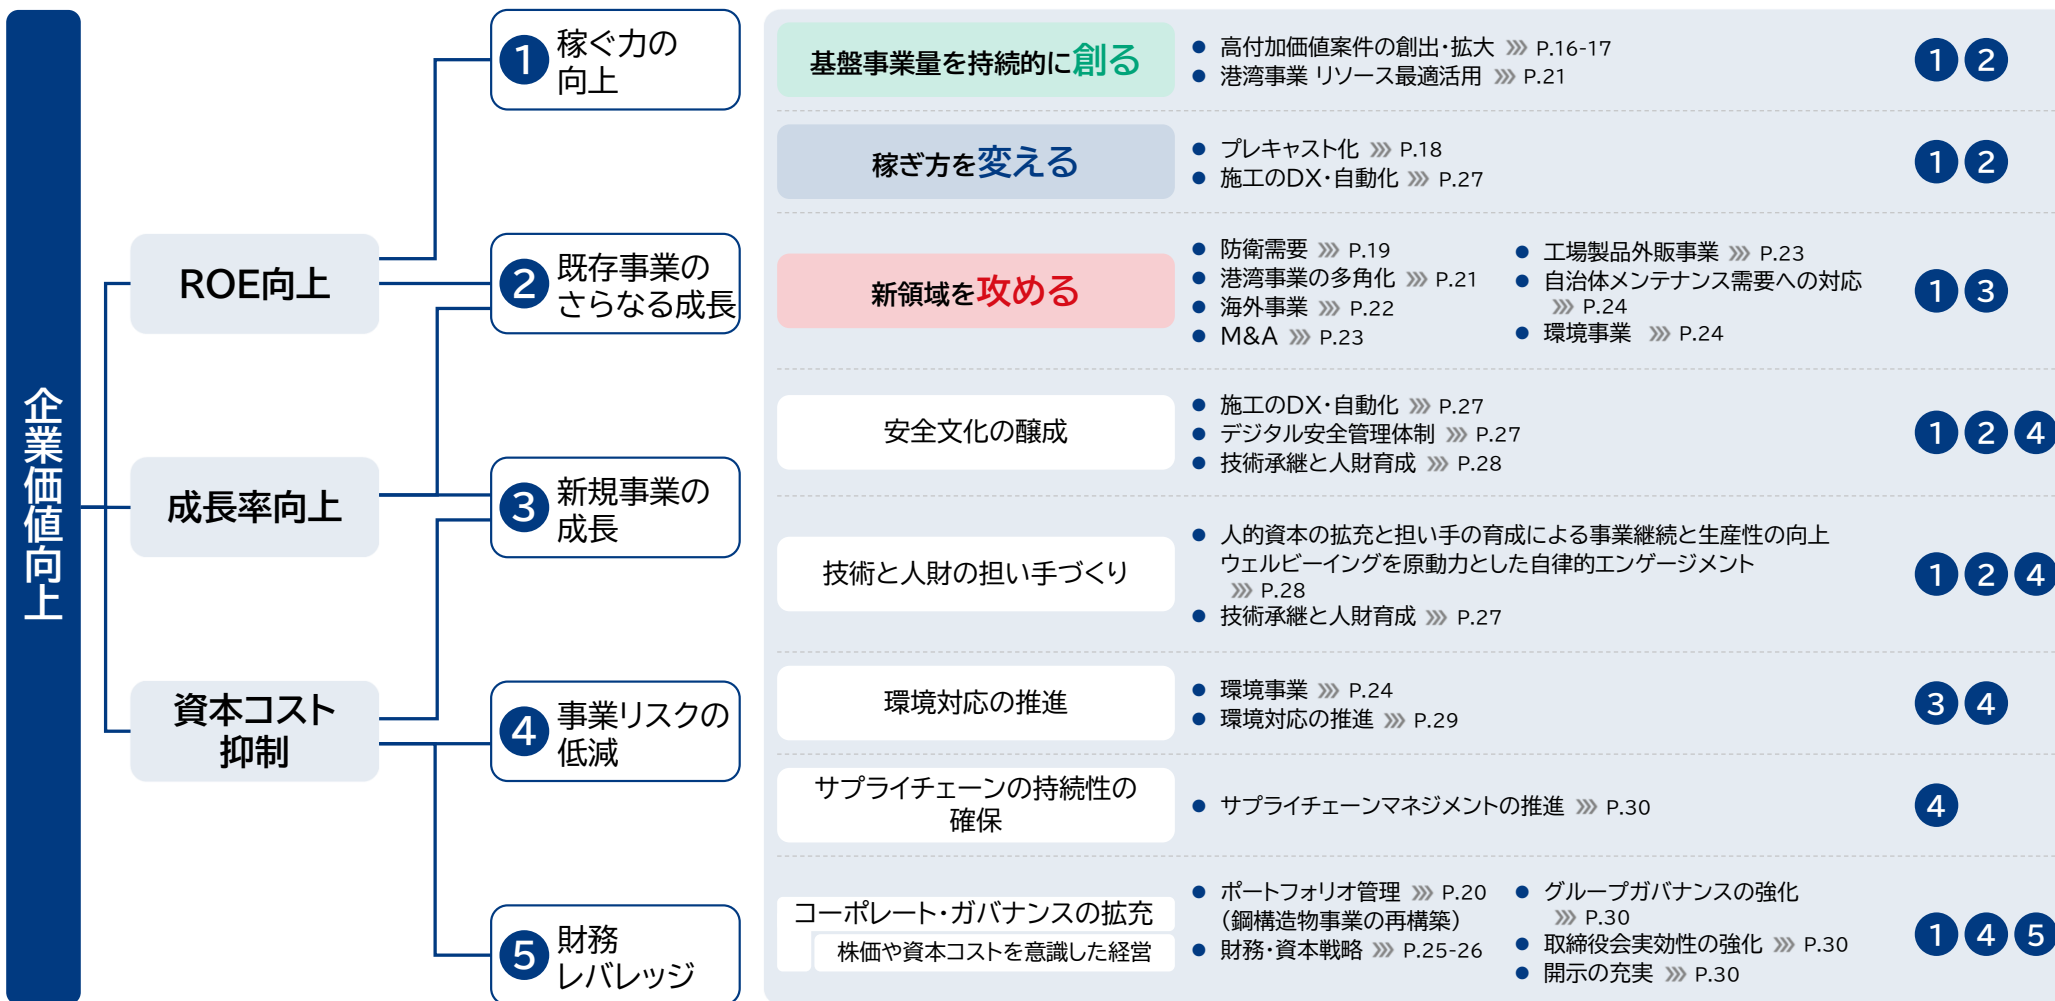 企業価値向上
ROE向上
成長率向上
資本コスト
抑制
1 稼ぐ力の
向上
2 既存事業の
さらなる成長
3 新規事業の
成長
4 事業リスクの
低減
5 財務
レバレッジ
基盤事業量を持続的に創る
● 高付加価値案件の創出・拡大 》》 P.16-17
● 港湾事業 リソース最適活用 》》 P.21
1 2
稼ぎ方を変える
● プレキャスト化 》》 P.18
● 施工のDX・自動化 》》 P.27
1 2
新領域を攻める
● 防衛需要 》》 P.19
● 港湾事業の多角化 》》 P.21
● 海外事業 》》 P.22
● M&A 》》 P.23
● 工場製品外販事業 》》 P.23
● 自治体メンテナンス需要への対応
》》 P.24
● 環境事業 》》 P.24
1 3
安全文化の醸成
● 施工のDX・自動化 》》 P.27
● デジタル安全管理体制 》》 P.27
● 技術承継と人財育成 》》 P.28
1 2 4
技術と人財の担い手づくり
● 人的資本の拡充と担い手の育成による事業継続と生産性の向上
ウェルビーイングを原動力とした自律的エンゲージメント
》》 P.28
● 技術承継と人財育成 》》 P.27
1 2 4
環境対応の推進
● 環境事業 》》 P.24
● 環境対応の推進 》》 P.29
3 4
サプライチェーンの持続性の
確保
● サプライチェーンマネジメントの推進 》》 P.30
4
コーポレート・ガバナンスの拡充
株価や資本コストを意識した経営
● ポートフォリオ管理 》》 P.20
(鋼構造物事業の再構築)
● 財務・資本戦略 》》 P.25-26
● グループガバナンスの強化
》》 P.30
● 取締役会実効性の強化 》》 P.30
● 開示の充実 》》 P.30
1 4 5